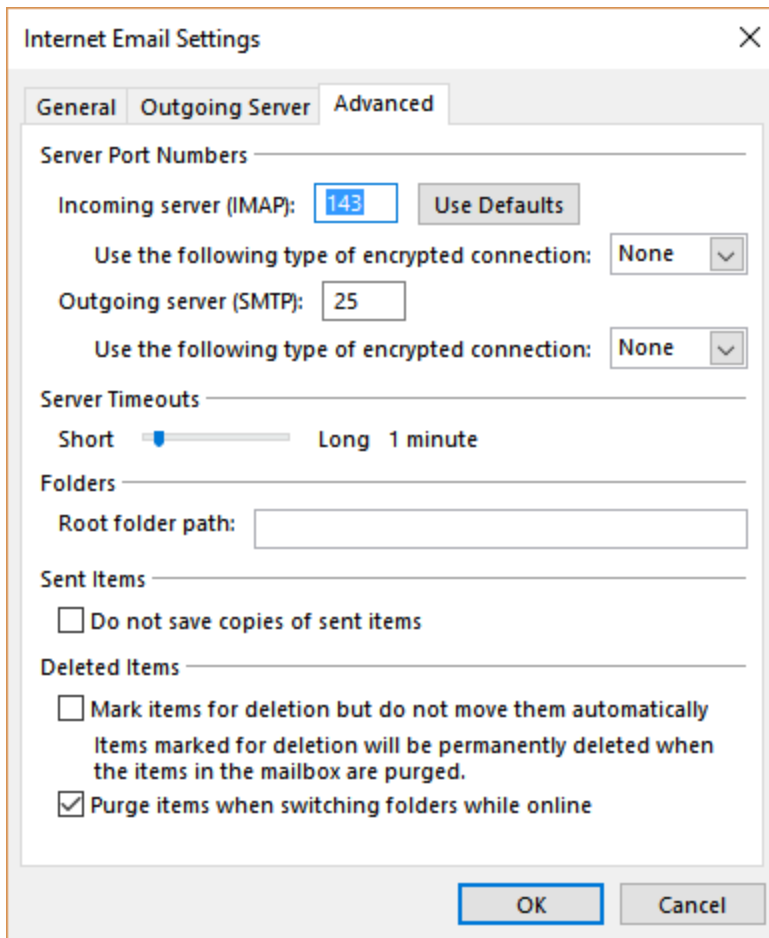 Internet Email Settings
General Outgoing Server Advanced
Server Port Numbers
Incoming server (IMAP): 143 Use Defaults
Use the following type of encrypted connection: None
Outgoing server (SMTP): 25
Use the following type of encrypted connection: None
Server Timeouts
Short Long 1 minute
Folders
Root folder path:
Sent Items
Do not save copies of sent items
Deleted Items
Mark items for deletion but do not move them automatically
Items marked for deletion will be permanently deleted when
the items in the mailbox are purged.
Purge items when switching folders while online
OK Cancel